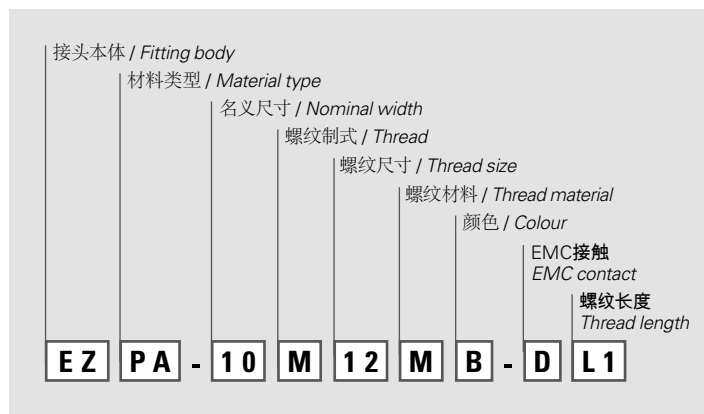 接头本体 / Fitting body
材料类型 / Material type
名义尺寸 / Nominal width
螺纹制式 / Thread
螺纹尺寸 / Thread size
螺纹材料 / Thread material
颜色 / Colour
EMC接触
EMC contact
螺纹长度
Thread length
EZ PA - 10 M 12 M B - D L1